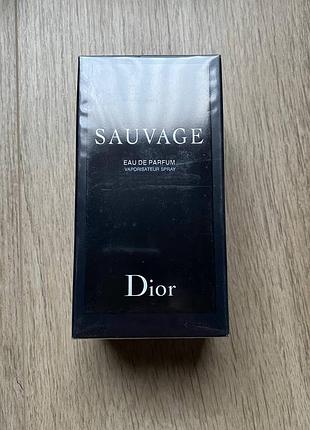 SAUVAGE
EAU DE PARFUM
VAPORISATEUR SPRAY
Dior